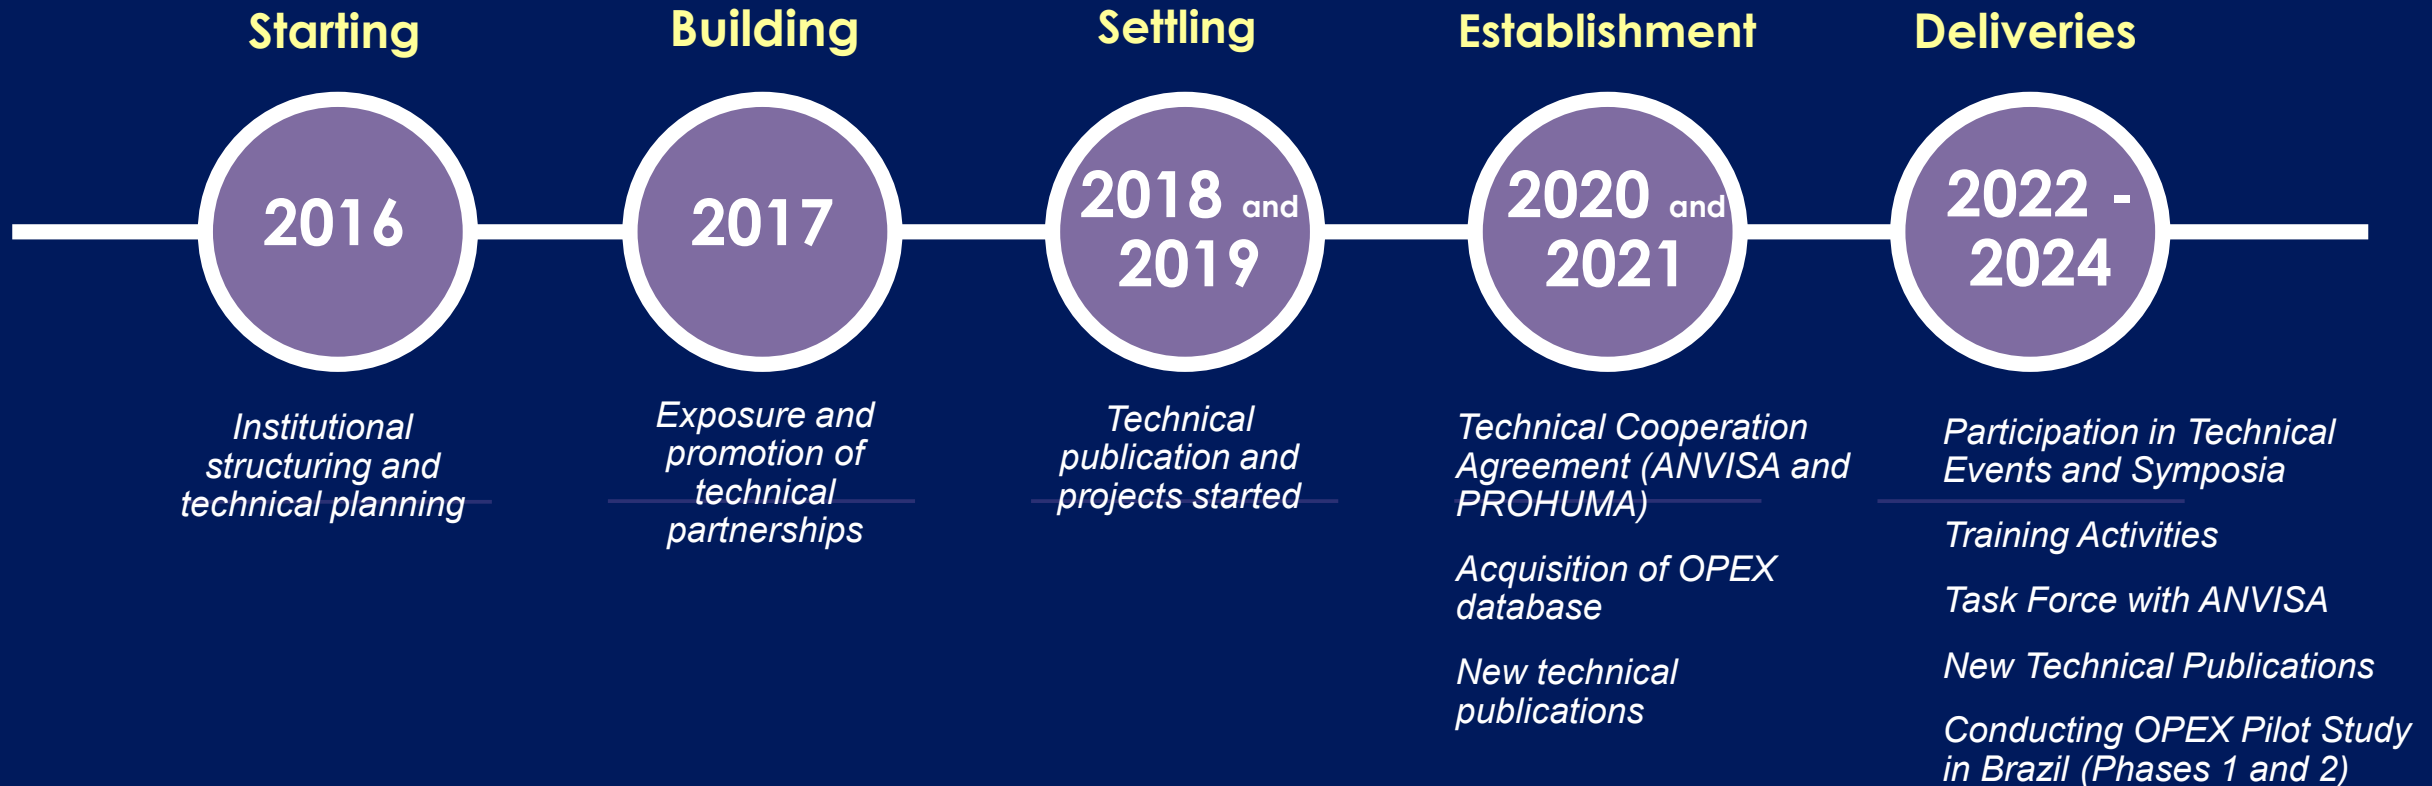 Starting
2016
Institutional
structuring and
technical planning
Building
2017
Exposure and
promotion of
technical
partnerships
Settling
2018 and
2019
Technical
publication and
projects started
Establishment
2020 and
2021
Technical Cooperation
Agreement (ANVISA and
PROHUMA)
Acquisition of OPEX
database
New technical
publications
Deliveries
2022 -
2024
Participation in Technical
Events and Symposia
Training Activities
Task Force with ANVISA
New Technical Publications
Conducting OPEX Pilot Study
in Brazil (Phases 1 and 2)